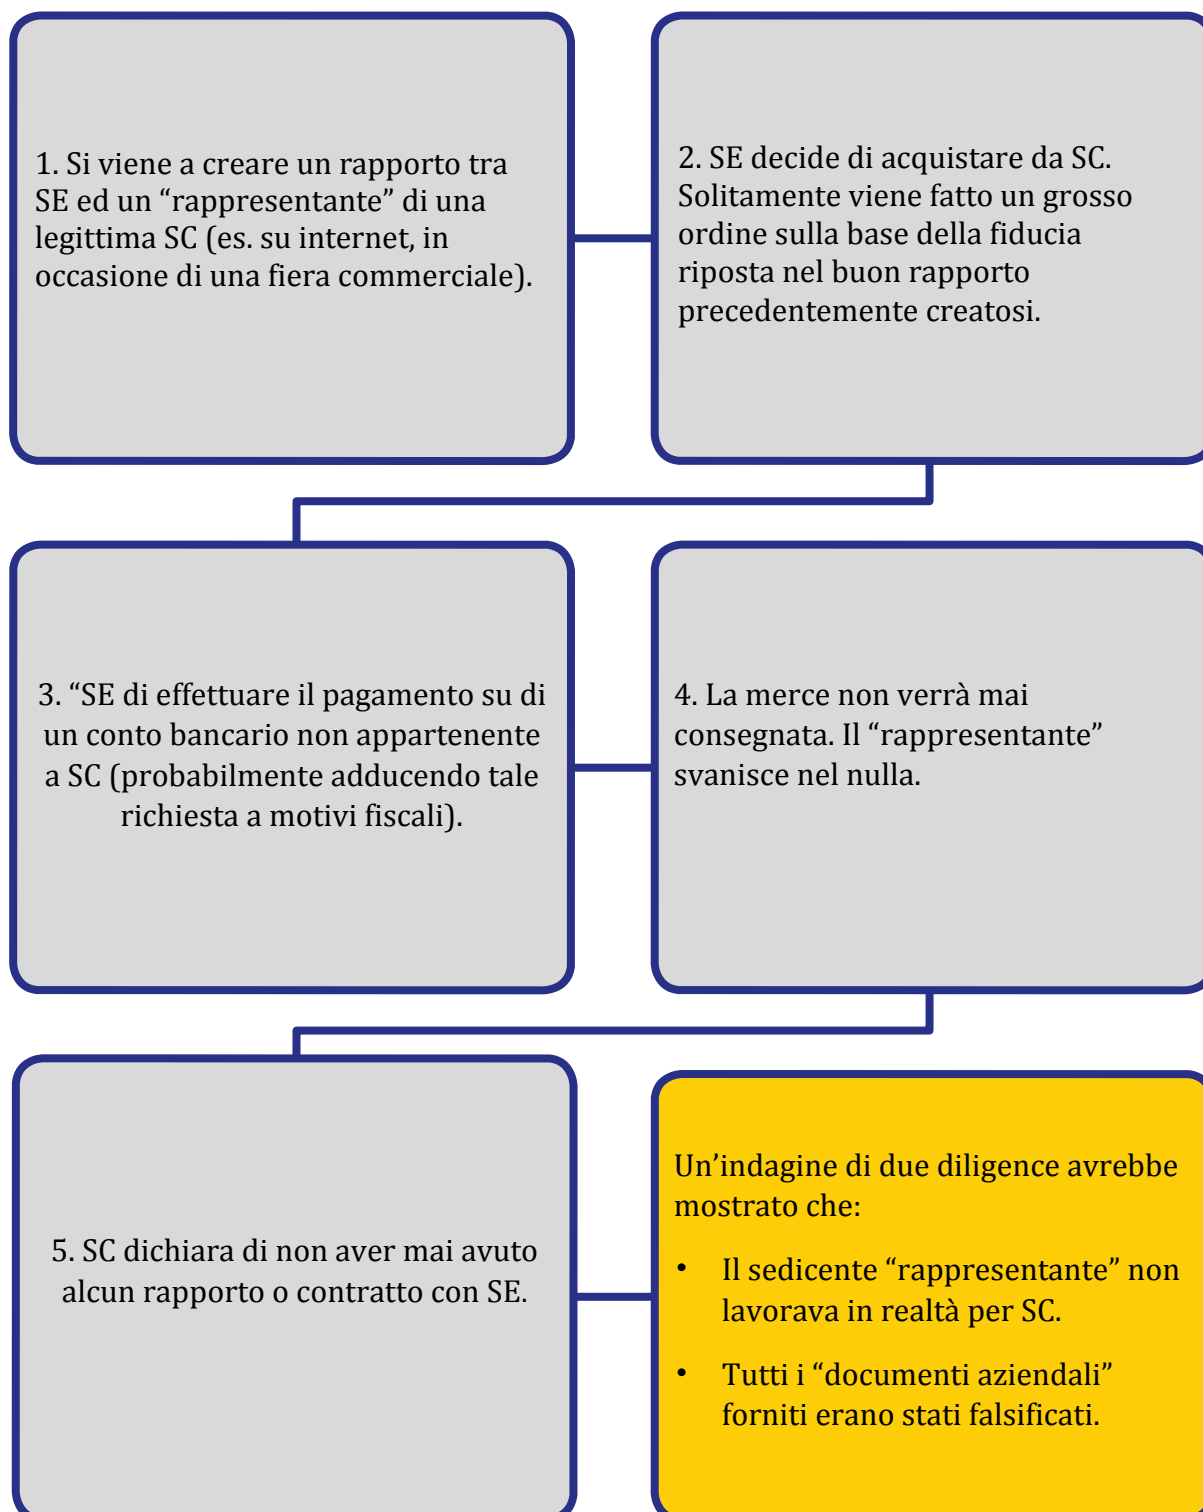 1. Si viene a creare un rapporto tra
SE ed un “rappresentante” di una
legittima SC (es. su internet, in
occasione di una fiera commerciale).
2. SE decide di acquistare da SC.
Solitamente viene fatto un grosso
ordine sulla base della fiducia
riposta nel buon rapporto
precedentemente creatosi.
3. “SE di effettuare il pagamento su di
un conto bancario non appartenente
a SC (probabilmente adducendo tale
richiesta a motivi fiscali).
4. La merce non verrà mai
consegnata. Il “rappresentante”
svanisce nel nulla.
5. SC dichiara di non aver mai avuto
alcun rapporto o contratto con SE.
Un’indagine di due diligence avrebbe
mostrato che:
• Il sedicente “rappresentante” non
lavorava in realtà per SC.
• Tutti i “documenti aziendali”
forniti erano stati falsificati.